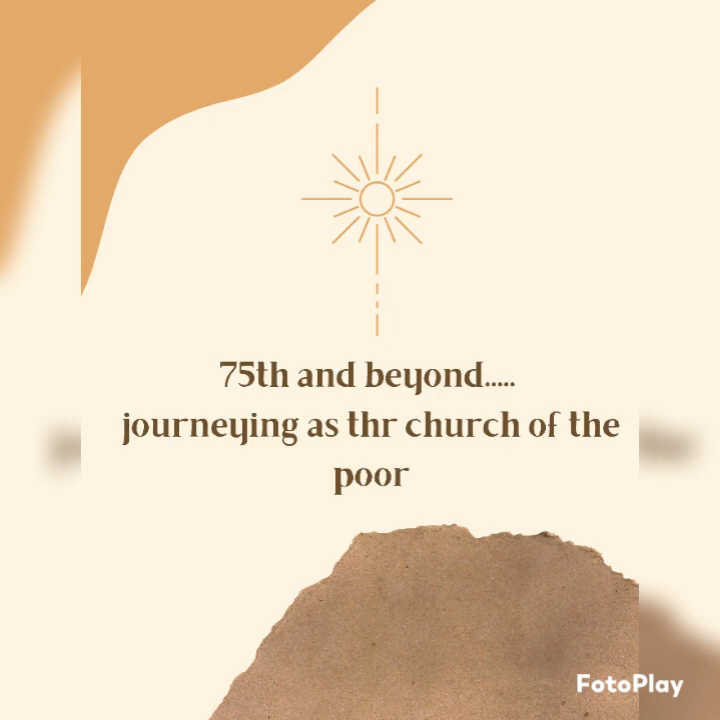 75th and beyond.....
journeying as thr church of the
poor
FotoPlay